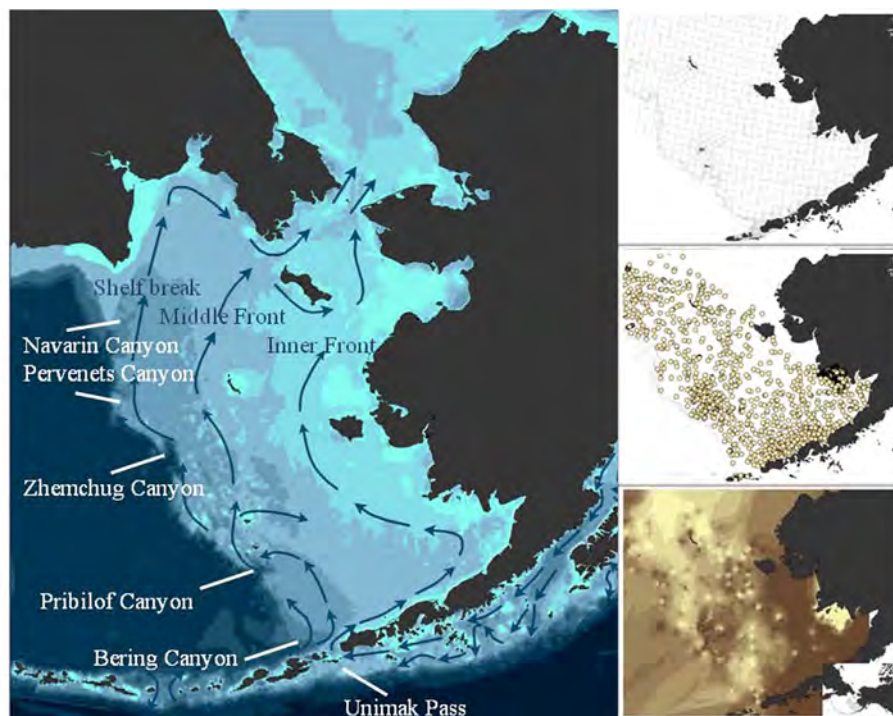 Shelf break
Middle Front
Navarin Canyon
Inner Front
Pervenets Canyon
Zhemchug Canyon
Pribilof Canyon
Bering Canyon
Unimak Pass